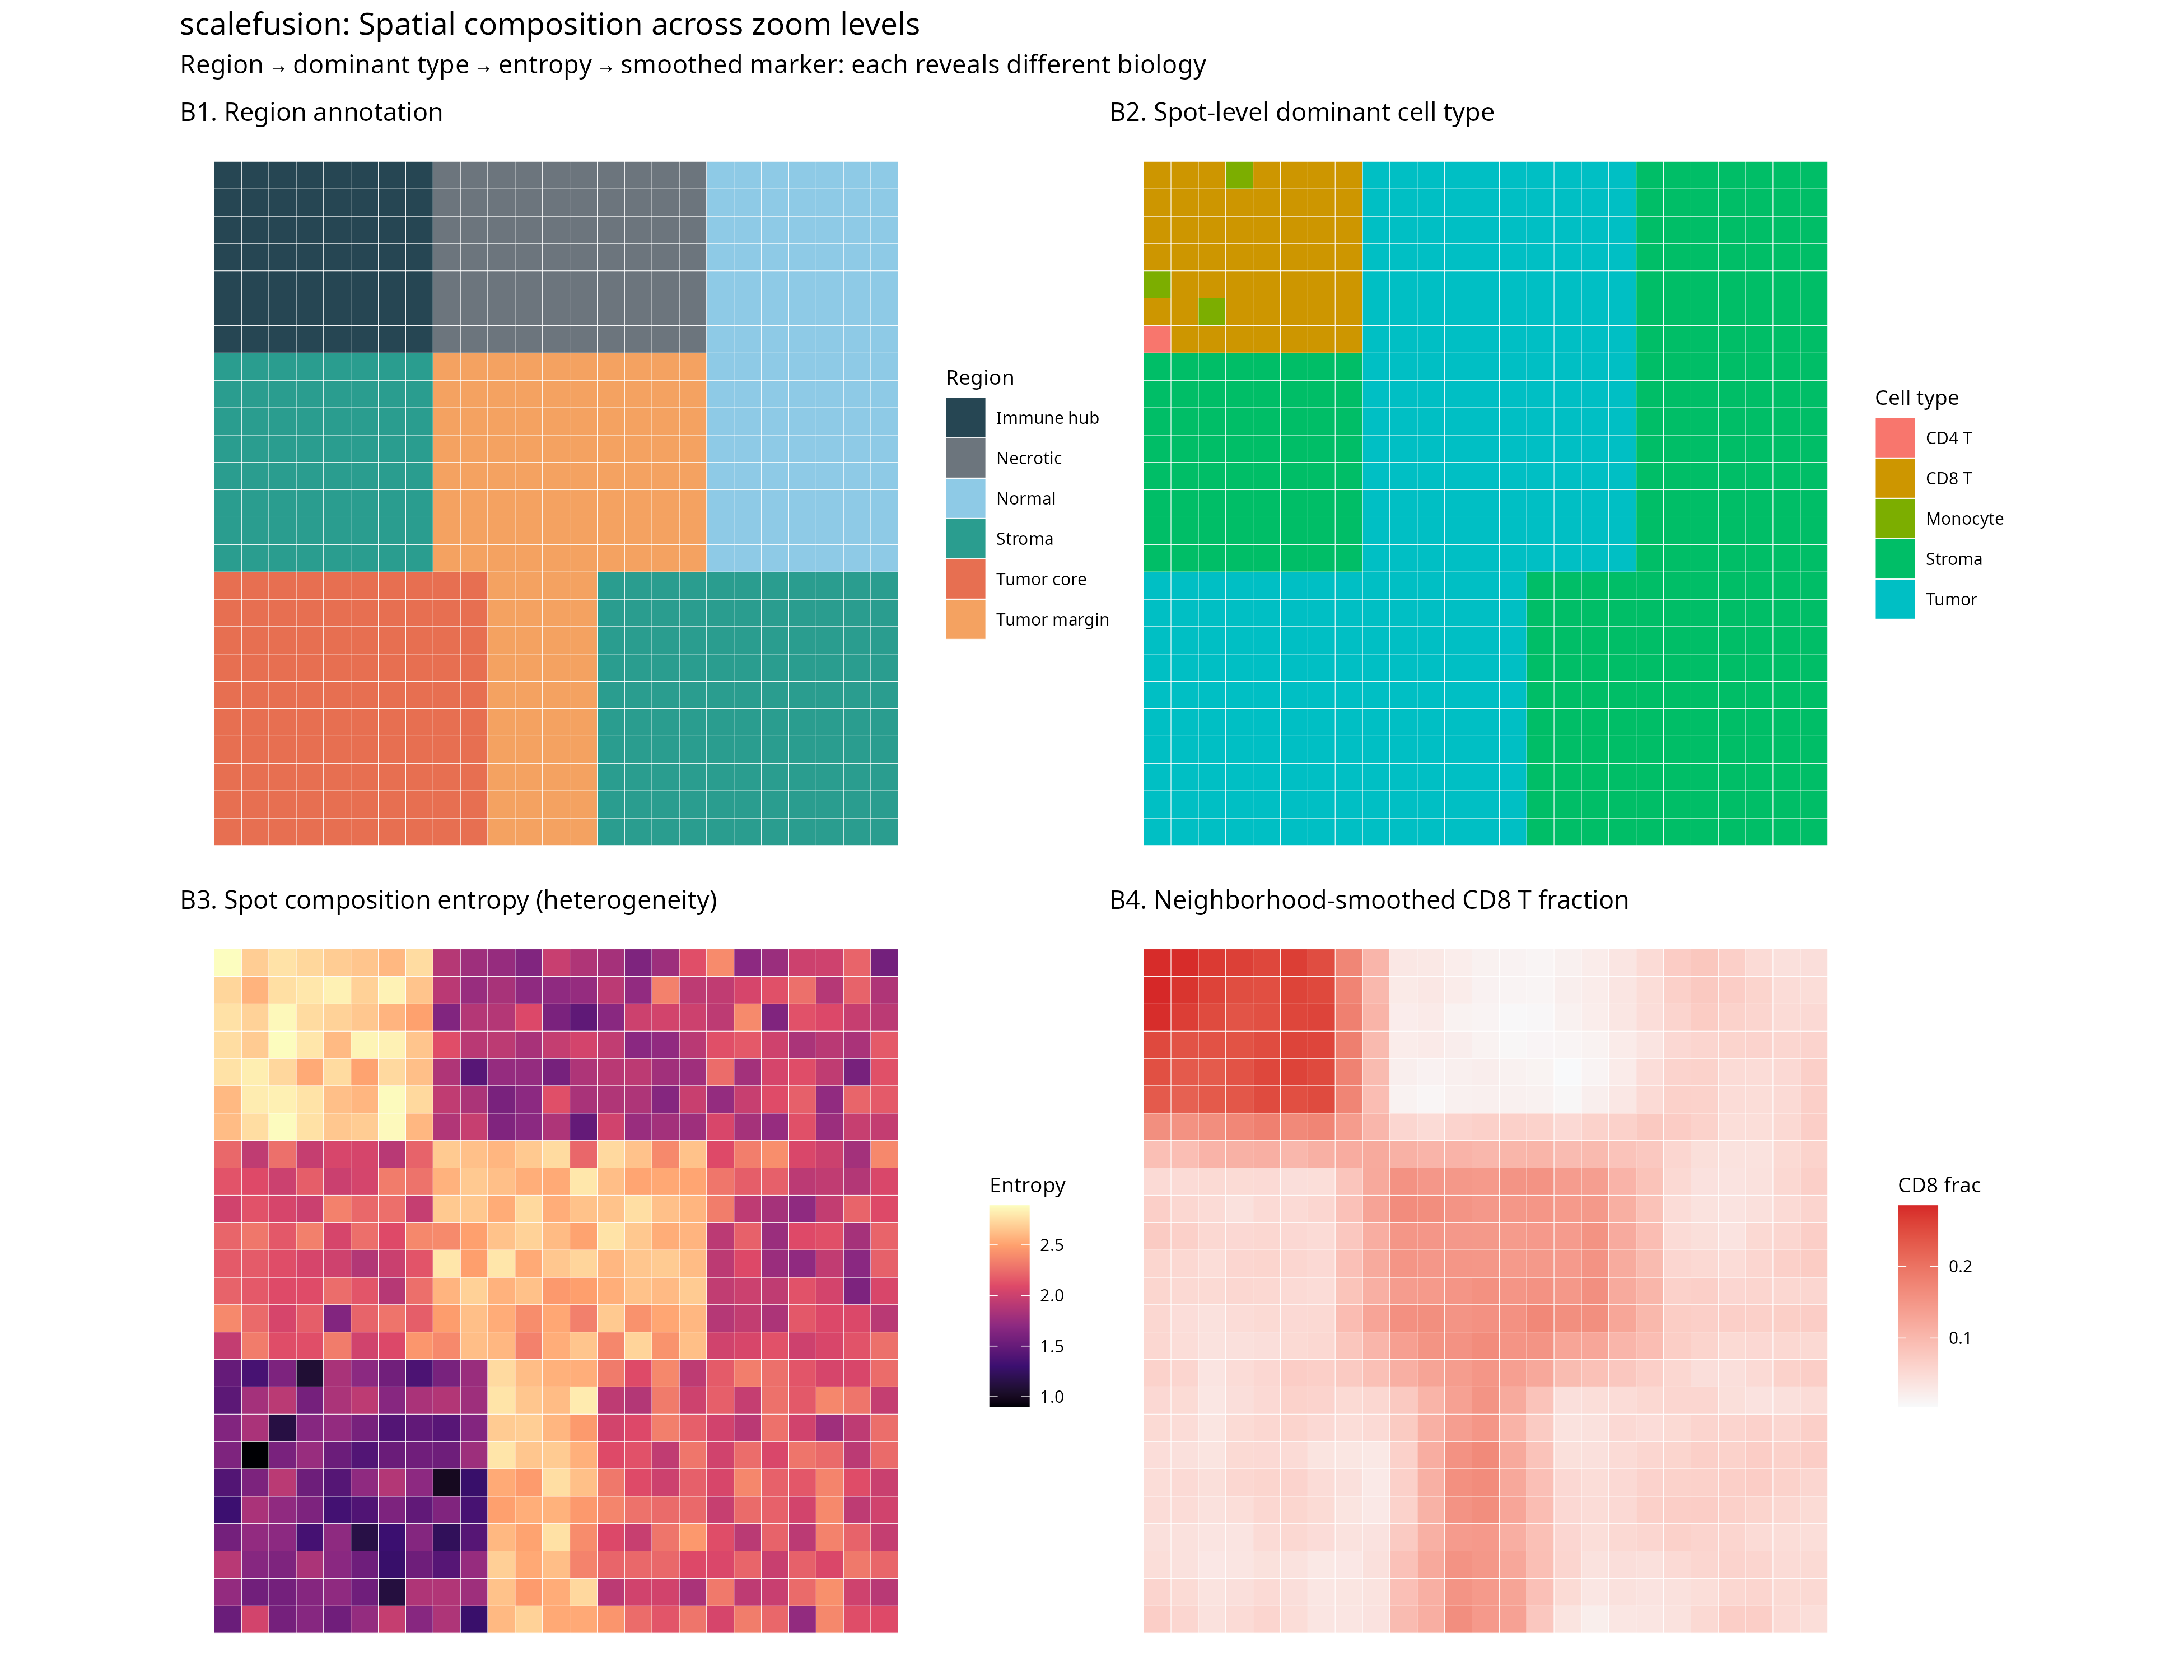 scalefusion: Spatial composition across zoom levels
Region → dominant type → entropy → smoothed marker: each reveals different biology
B1. Region annotation
Region
Immune hub
Necrotic
Normal
Stroma
Tumor core
Tumor margin
B2. Spot-level dominant cell type
Cell type
CD4 T
CD8 T
Monocyte
Stroma
Tumor
B3. Spot composition entropy (heterogeneity)
Entropy
2.5
2.0
1.5
1.0
B4. Neighborhood-smoothed CD8 T fraction
CD8 frac
0.2
0.1